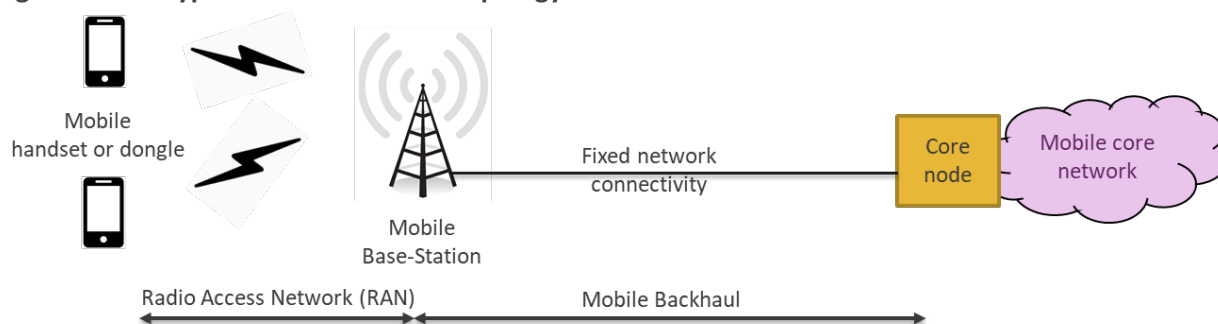 Mobile
handset or dongle
Mobile
Base-Station
Fixed network
connectivity
Core
node
Mobile core
network
Radio Access Network (RAN)
Mobile Backhaul